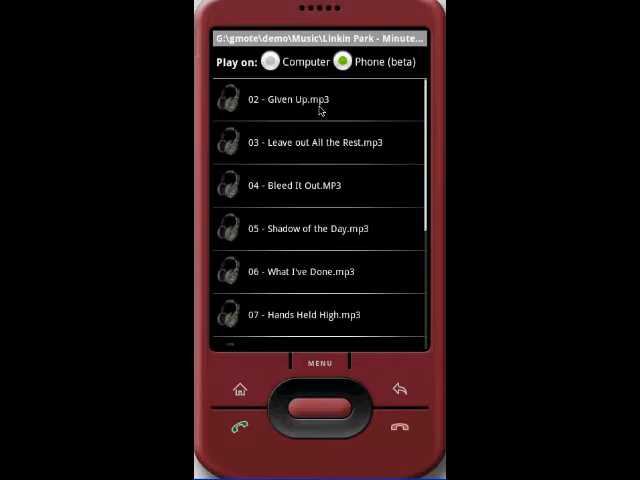 G:\gmote\demo\Music\Linkin Park - Minute...
Play on: Computer Phone (beta)
02 - Given Up.mp3
03 - Leave out All the Rest.mp3
04 - Bleed It Out.MP3
05 - Shadow of the Day.mp3
06 - What I've Done.mp3
07 - Hands Held High.mp3
MENU